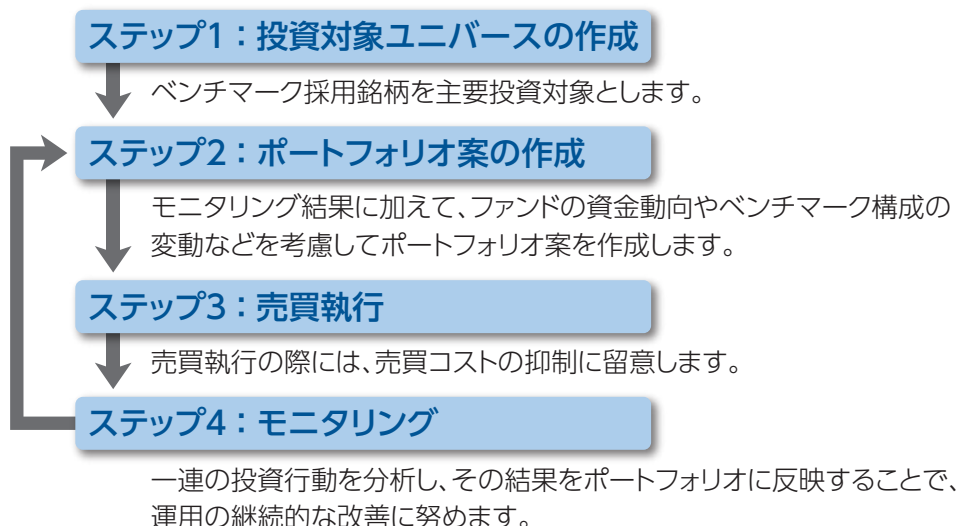 ステップ1：投資対象ユニバースの作成
ベンチマーク採用銘柄を主要投資対象とします。
ステップ2：ポートフォリオ案の作成
モニタリング結果に加えて、ファンドの資金動向やベンチマーク構成の
変動などを考慮してポートフォリオ案を作成します。
ステップ3：売買執行
売買執行の際には、売買コストの抑制に留意します。
ステップ4：モニタリング
一連の投資行動を分析し、その結果をポートフォリオに反映することで、
運用の継続的な改善に努めます。